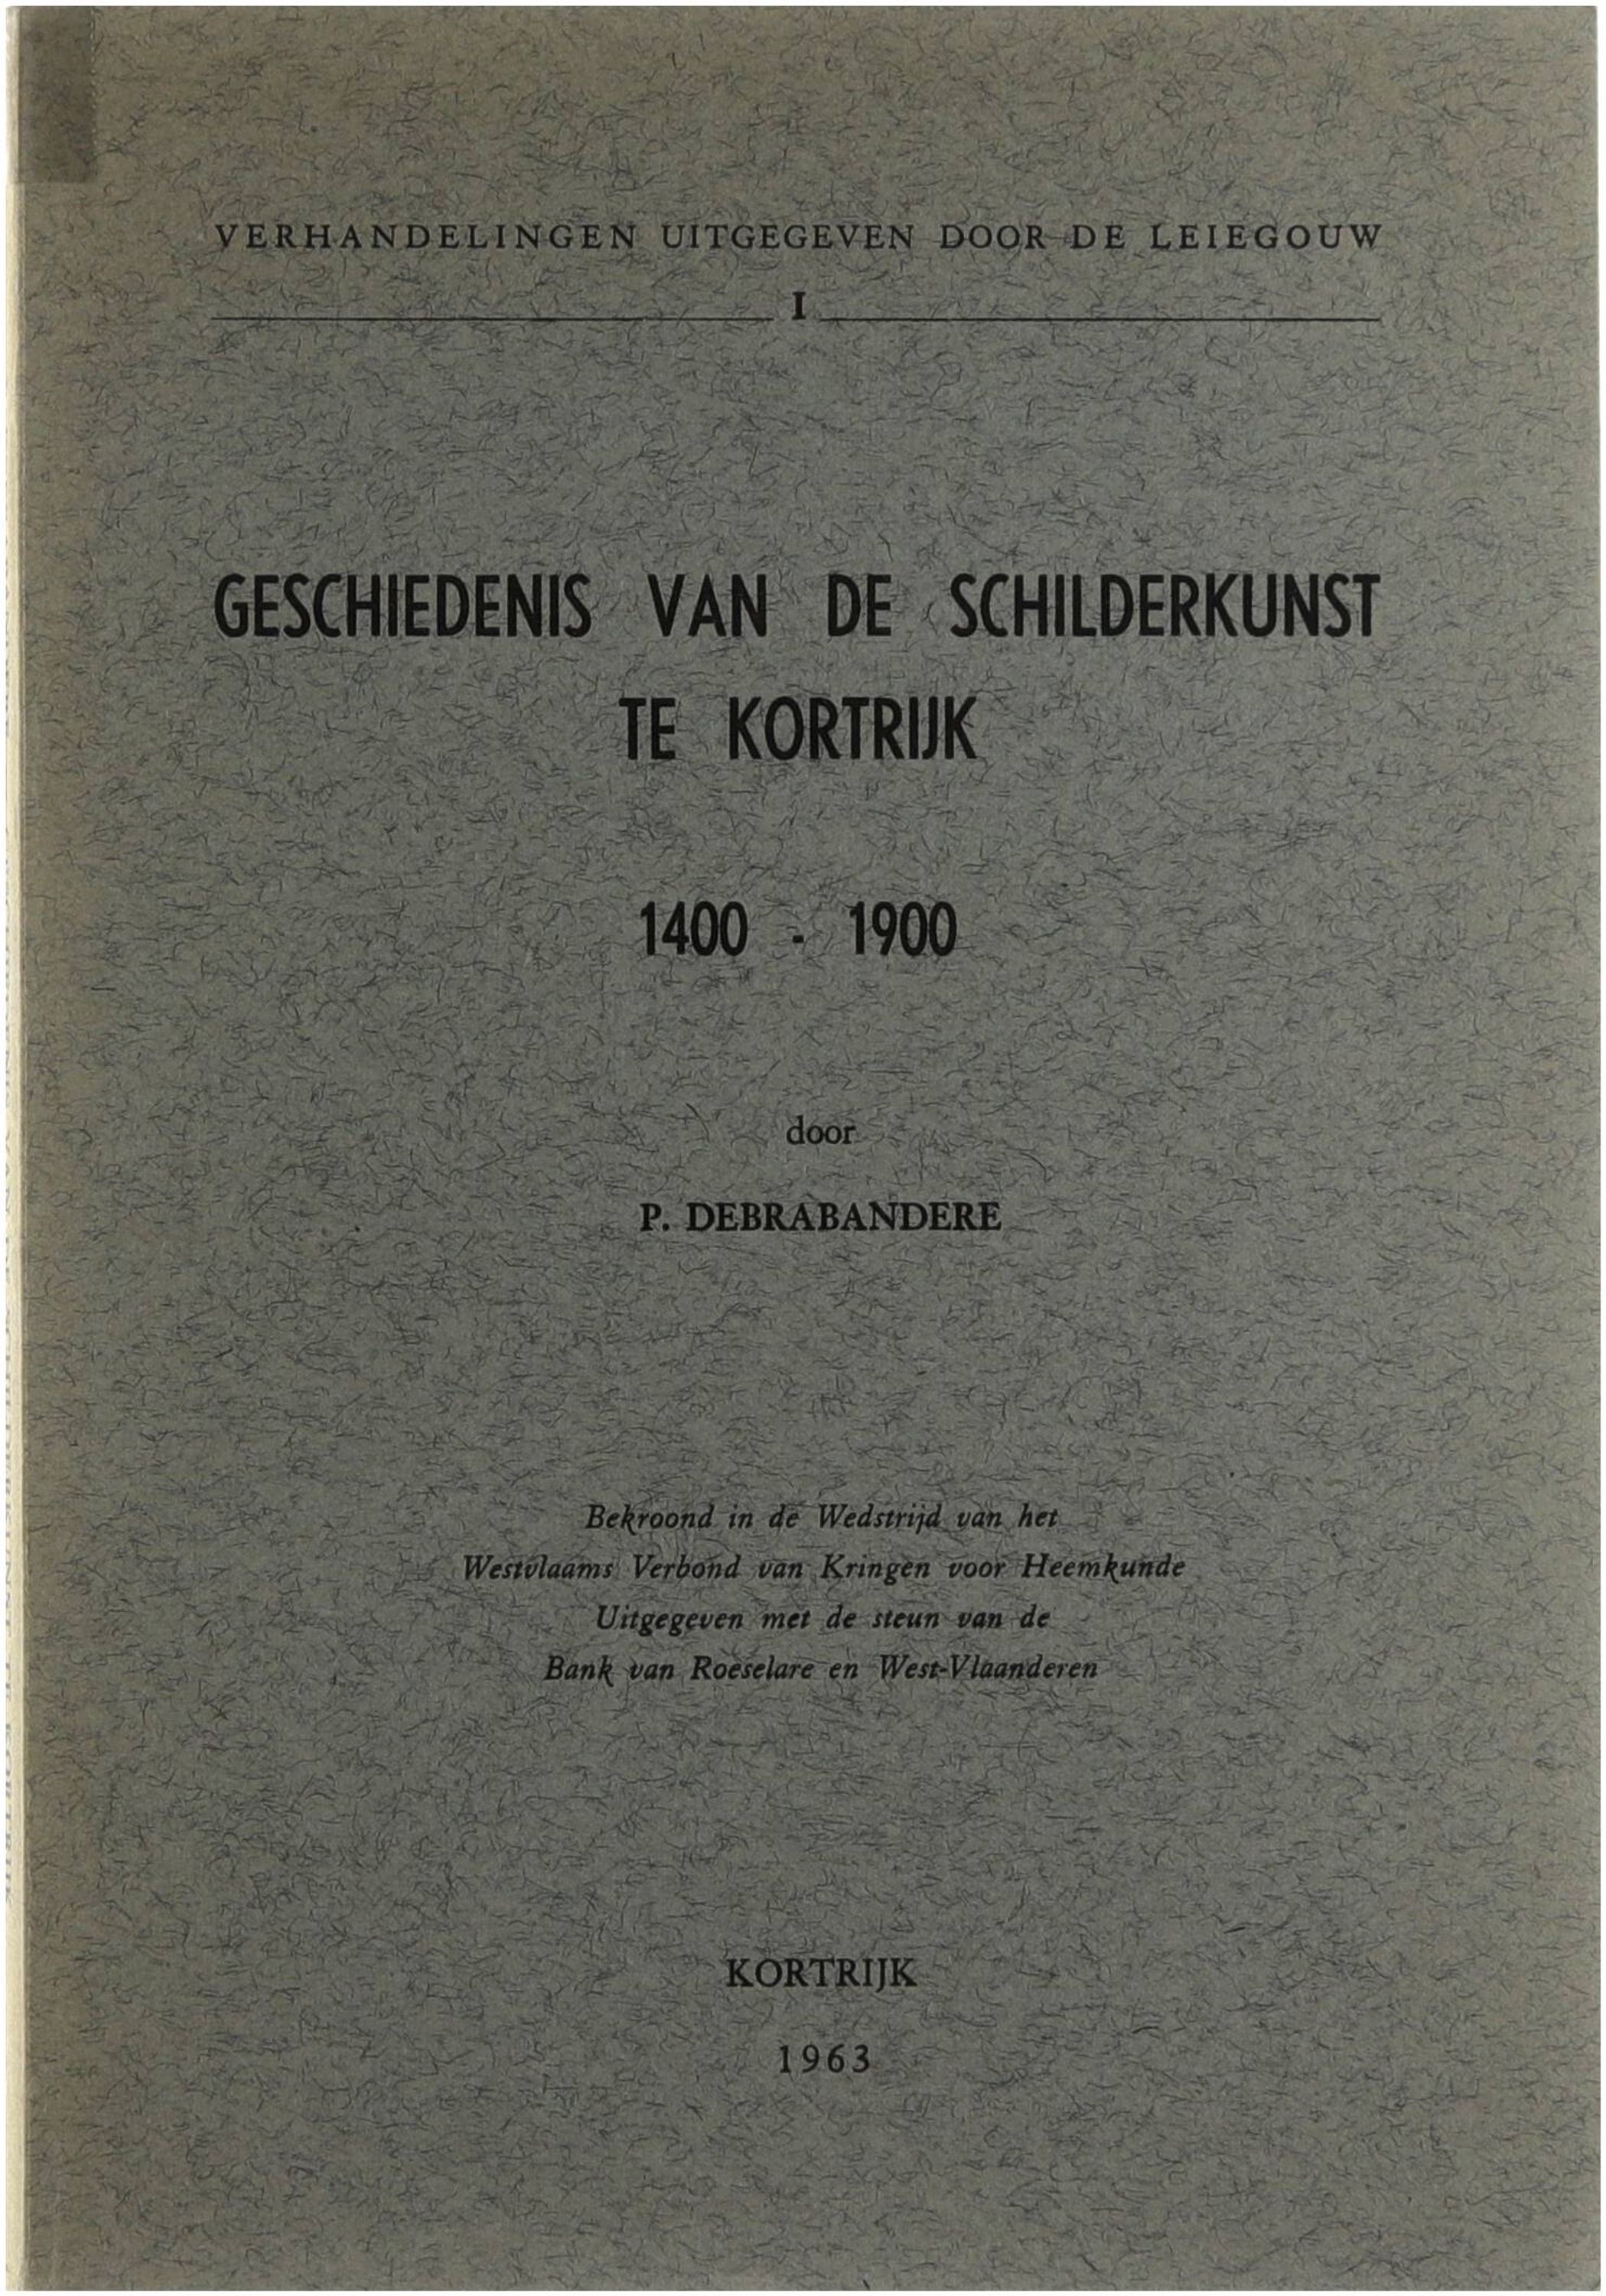 VERHANDELINGEN UITGEGEVEN DOOR DE LEIEGOUW
I
GESCHIEDENIS VAN DE SCHILDERKUNST
TE KORTRIJK
1400 - 1900
door
P. DEBRABANDERE
Bekroond in de Wedstrijd van het
Westvlaams Verbond van Kringen voor Heemkunde
Uitgegeven met de steun van de
Bank van Roeselare en West-Vlaanderen
KORTRIJK
1963